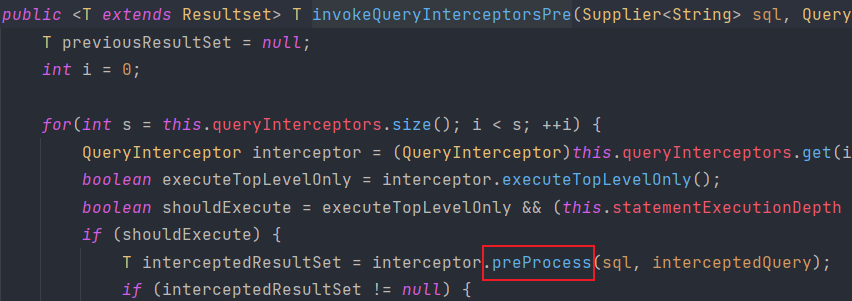 public <T extends Resultset> T invokeQueryInterceptorsPre(Supplier<String> sql, Query
T previousResultSet = null;
int i = 0;
for(int s = this.queryInterceptors.size(); i < s; ++i) {
QueryInterceptor interceptor = (QueryInterceptor)this.queryInterceptors.get(i
boolean executeTopLevelOnly = interceptor.executeTopLevelOnly();
boolean shouldExecute = executeTopLevelOnly && (this.statementExecutionDepth
if (shouldExecute) {
T interceptedResultSet = interceptor.preProcess(sql, interceptedQuery);
if (interceptedResultSet != null) {